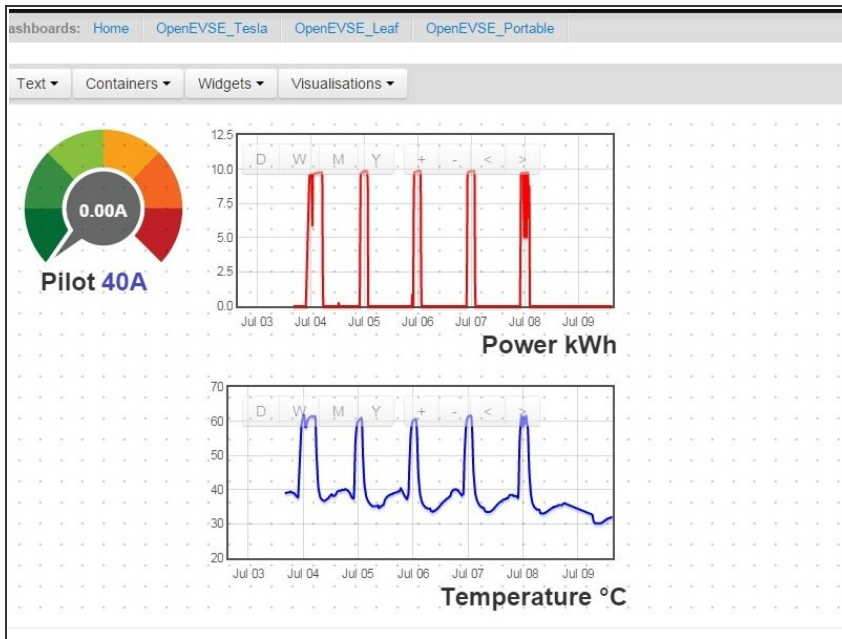 ashboards: Home OpenEVSE_Tesla OpenEVSE_Leaf OpenEVSE_Portable
Text Containers Widgets Visualisations
0.00A
Pilot 40A
12.5
D W M Y + - < >
10.0
7.5
5.0
2.5
0.0
Jul 03 Jul 04 Jul 05 Jul 06 Jul 07 Jul 08 Jul 09
Power kWh
70
D W M Y + - < >
60
50
40
30
20
Jul 03 Jul 04 Jul 05 Jul 06 Jul 07 Jul 08 Jul 09
Temperature °C